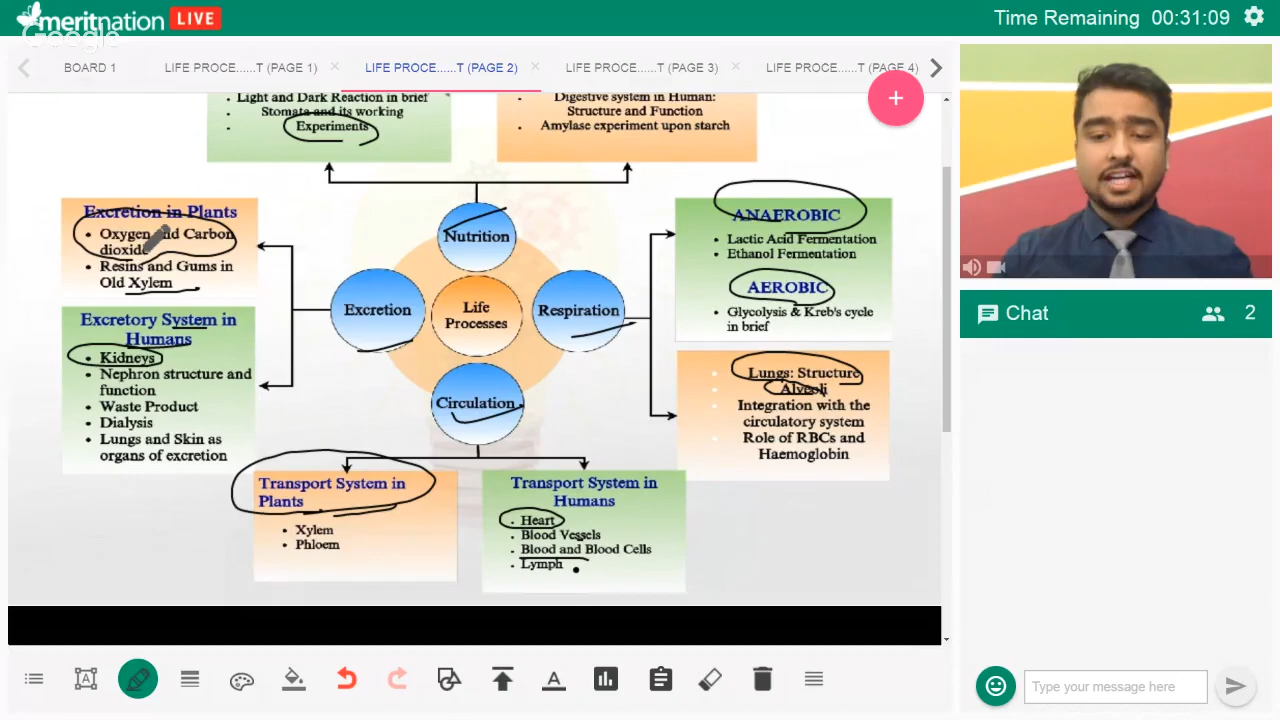 meritnation LIVE
Google
Time Remaining 00:31:09
BOARD 1
LIFE PROCE......T (PAGE 1)
LIFE PROCE......T (PAGE 2)
LIFE PROCE......T (PAGE 3)
LIFE PROCE......T (PAGE 4)
Light and Dark Reaction in brief
Stomata and its working
Experiments
Digestive system in Human:
Structure and Function
Amylase experiment upon starch
Excretion in Plants
Oxygen and Carbon
dioxide
Resins and Gums in
Old Xylem
Excretory System in
Humans
Kidneys
Nephron structure and
function
Waste Product
Dialysis
Lungs and Skin as
organs of excretion
Nutrition
Excretion
Life
Processes
Respiration
Circulation
ANAEROBIC
Lactic Acid Fermentation
Ethanol Fermentation
AEROBIC
Glycolysis & Kreb's cycle
in brief
Lungs: Structure
Alveoli
Integration with the
circulatory system
Role of RBCs and
Haemoglobin
Transport System in
Plants
Xylem
Phloem
Transport System in
Humans
Heart
Blood Vessels
Blood and Blood Cells
Lymph
Chat
2
Type your message here